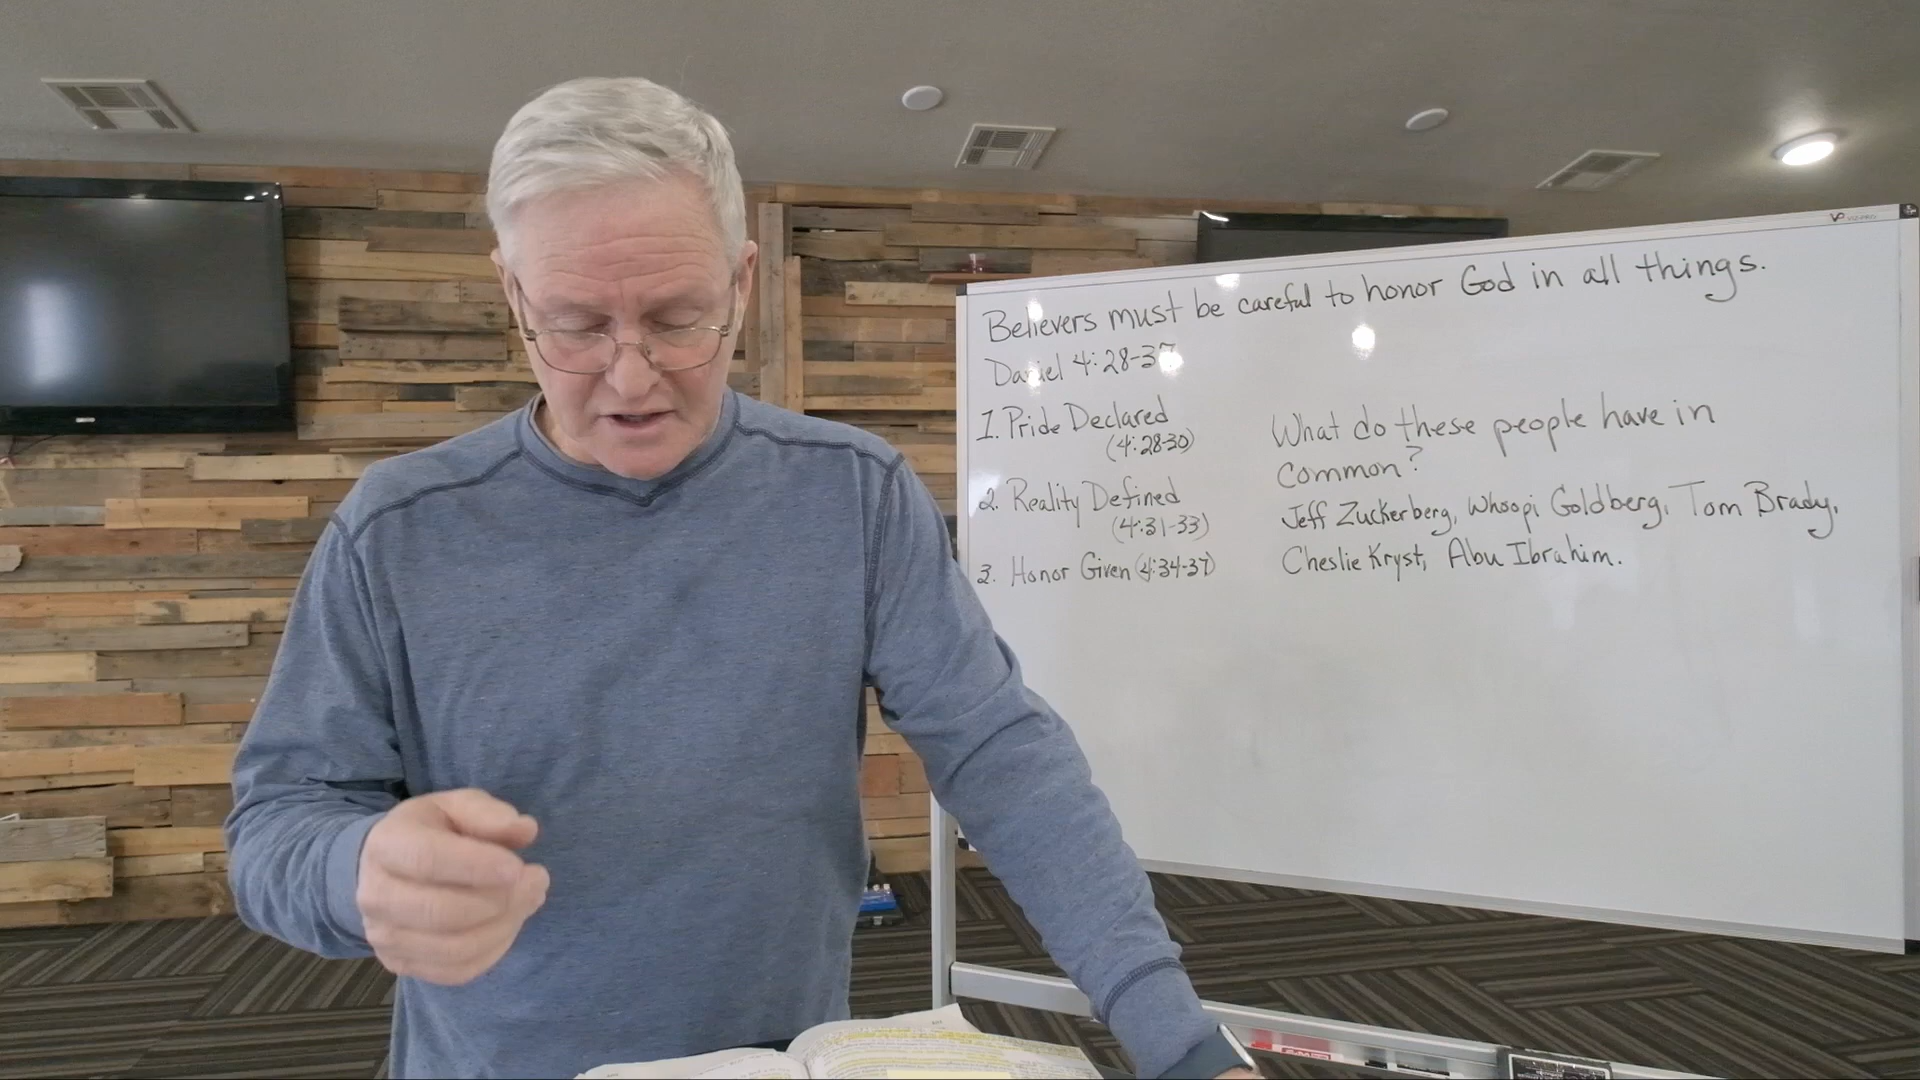 Believers must be careful to honor God in all things.
Daniel 4:28-37
1. Pride Declared
(4:28-30)
2. Reality Defined
(4:31-33)
3. Honor Given (4:34-37)
What do these people have in
common?
Jeff Zuckerberg, Whoopi Goldberg, Tom Brady,
Cheslie Kryst, Abu Ibrahim.